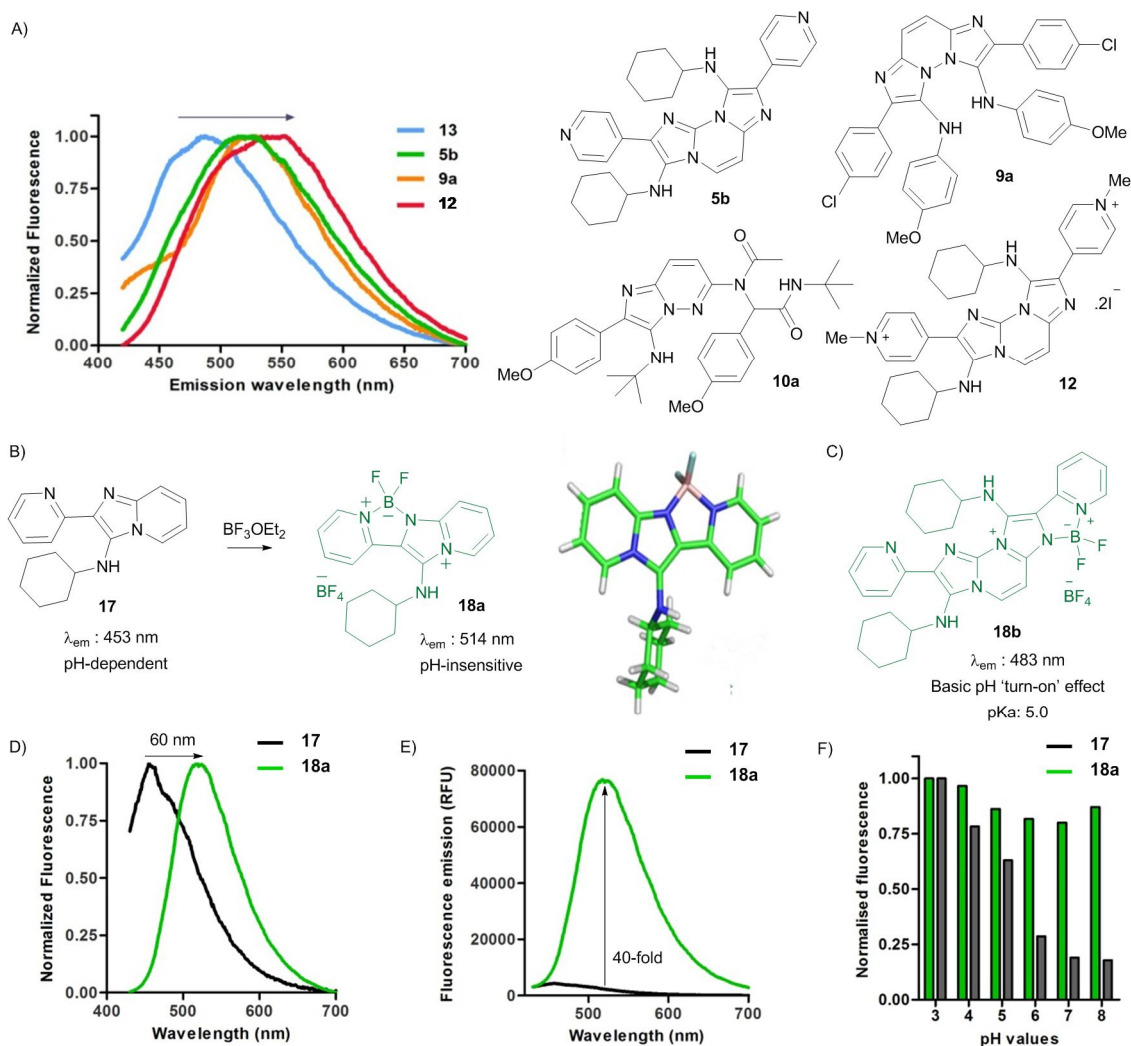 A)
1.00
0.75
0.50
0.25
0.00
400 450 500 550 600 650 700
Emission wavelength (nm)
Normalized Fluorescence
13
5b
9a
12
N
HN
N
N
N
N
N
N
NH
5b
N
N
N
N
N
Cl
HN
NH
OMe
Cl
MeO
9a
O
N
N
N
N
HN
O
NH
MeO
MeO
10a
Me
N
+
H
N
N
N
N
N
.2I
−
Me
N
+
NH
12
B)
N
N
N
HN
17
λem : 453 nm
pH-dependent
BF3OEt2
F
F
B
−
+
N
N
N
+
−
BF4
NH
18a
λem : 514 nm
pH-insensitive
C)
NH
N
+
−
B
N
+
N
F
F
N
N
N
−
BF4
NH
18b
λem : 483 nm
Basic pH ‘turn-on’ effect
pKa: 5.0
D)
60 nm
17
18a
1.00
0.75
0.50
0.25
0.00
500 600 700
Wavelength (nm)
Normalized Fluorescence
E)
17
18a
80000
60000
40000
20000
0
40-fold
500 600 700
Wavelength (nm)
Fluorescence emission (RFU)
F)
17
18a
1.00
0.75
0.50
0.25
0.00
3 4 5 6 7 8
pH values
Normalised fluorescence